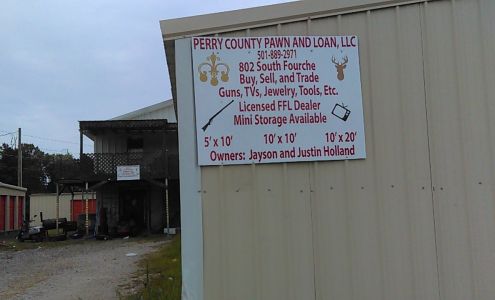 PERRY COUNTY PAWN AND LOAN, LLC
501-889-2971
802 South Fourche
Buy, Sell, and Trade
Guns, TVs, Jewelry, Tools, Etc.
Licensed FFL Dealer
Mini Storage Available
5' x 10' 10' x 10' 10' x 20'
Owners: Jayson and Justin Holland